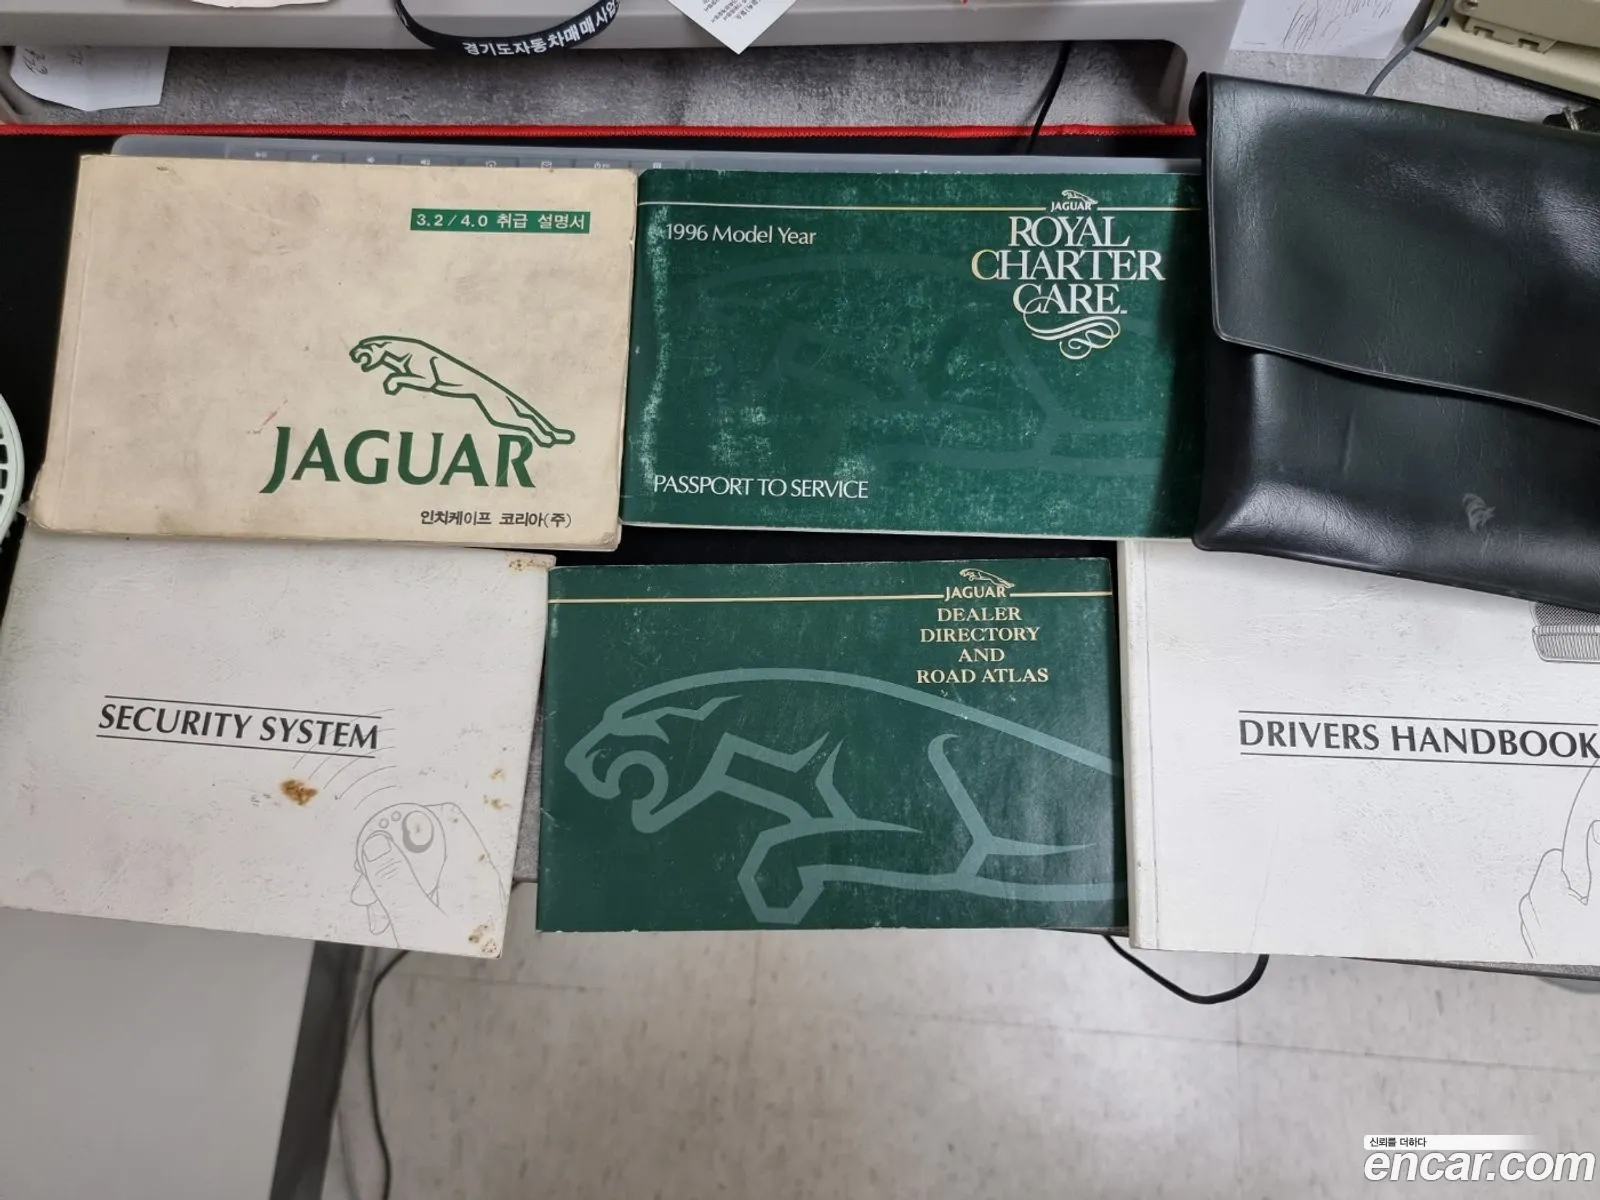 경기도자동차매매사업
3.2 / 4.0 취급 설명서
JAGUAR
인치케이프 코리아(주)
1996 Model Year
JAGUAR
ROYAL
CHARTER
CARE.
PASSPORT TO SERVICE
SECURITY SYSTEM
JAGUAR
DEALER
DIRECTORY
AND
ROAD ATLAS
DRIVERS HANDBOOK
신뢰를 더하다
encar.com